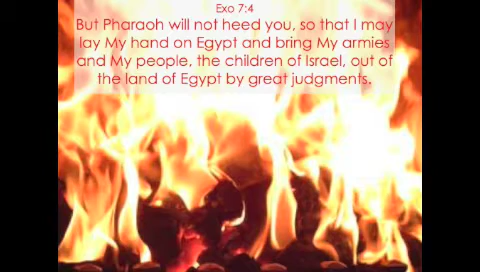 Exo 7:4
But Pharaoh will not heed you, so that I may
lay My hand on Egypt and bring My armies
and My people, the children of Israel, out of
the land of Egypt by great judgments.